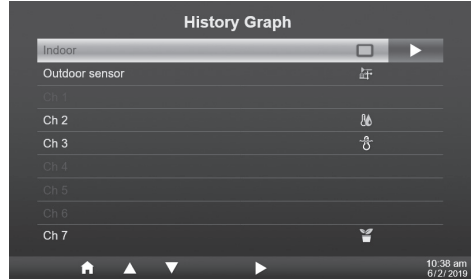 History Graph
Indoor
Outdoor sensor
Ch 1
Ch 2
Ch 3
Ch 4
Ch 5
Ch 6
Ch 7
10:38 am
6/2/2019